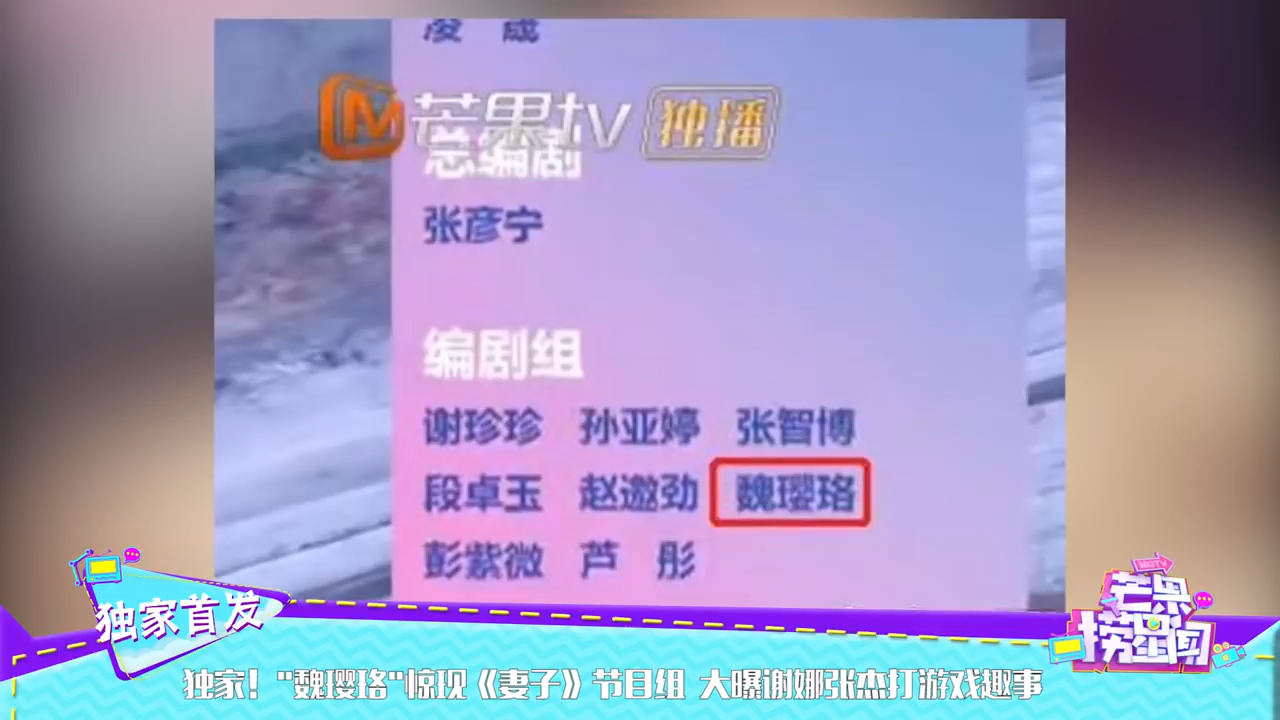 凌 晟
芒果tv 独播
总编剧
张彦宁
编剧组
谢珍珍 孙亚婷 张智博
段卓玉 赵邀劲 魏璎珞
彭紫微 芦 彤
独家首发
MGTV
芒果
捞星闻
独家！"魏璎珞"惊现《妻子》节目组 大曝谢娜张杰打游戏趣事